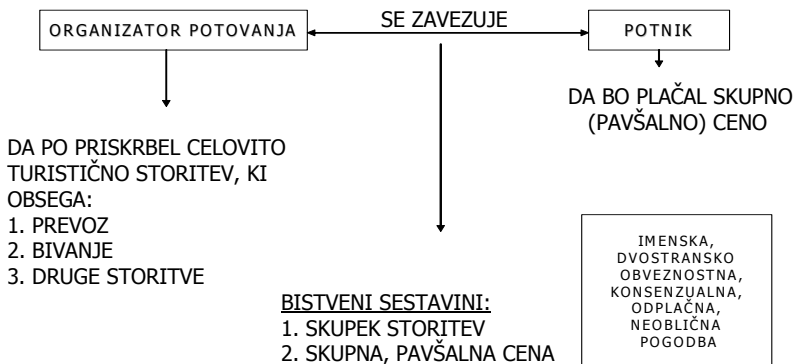 SE ZAVEZUJE
ORGANIZATOR POTOVANJA
POTNIK
DA BO PLAČAL SKUPNO
(PAVŠALNO) CENO
DA PO PRISKRBEL CELOVITO
TURISTIČNO STORITEV, KI
OBSEGA:
1. PREVOZ
2. BIVANJE
3. DRUGE STORITVE
BISTVENI SESTAVINI:
1. SKUPEK STORITEV
2. SKUPNA, PAVŠALNA CENA
IMENSKA,
DVOSTRANSKO
OBVEZNOSTNA,
KONSENZUALNA,
ODPLAČNA,
NEOBLIČNA
POGODBA